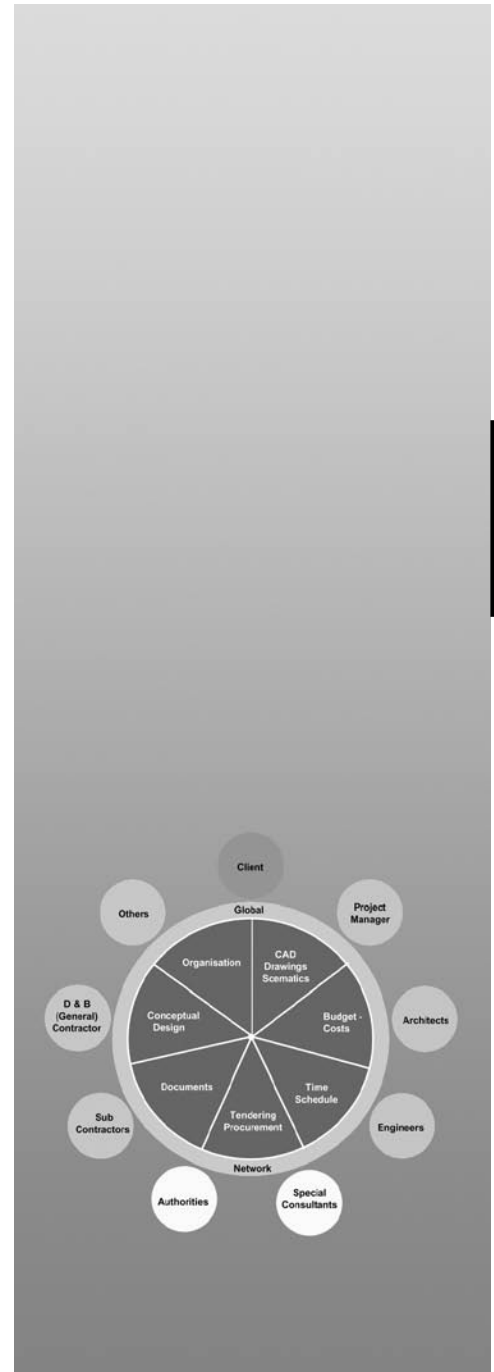 Client
Others
Project
Manager
Global
Organisation
CAD
Drawings
Scematics
D & B
(General)
Contractor
Conceptual
Design
Budget -
Costs
Architects
Documents
Time
Schedule
Sub
Contractors
Tendering
Procurement
Engineers
Network
Authorities
Special
Consultants